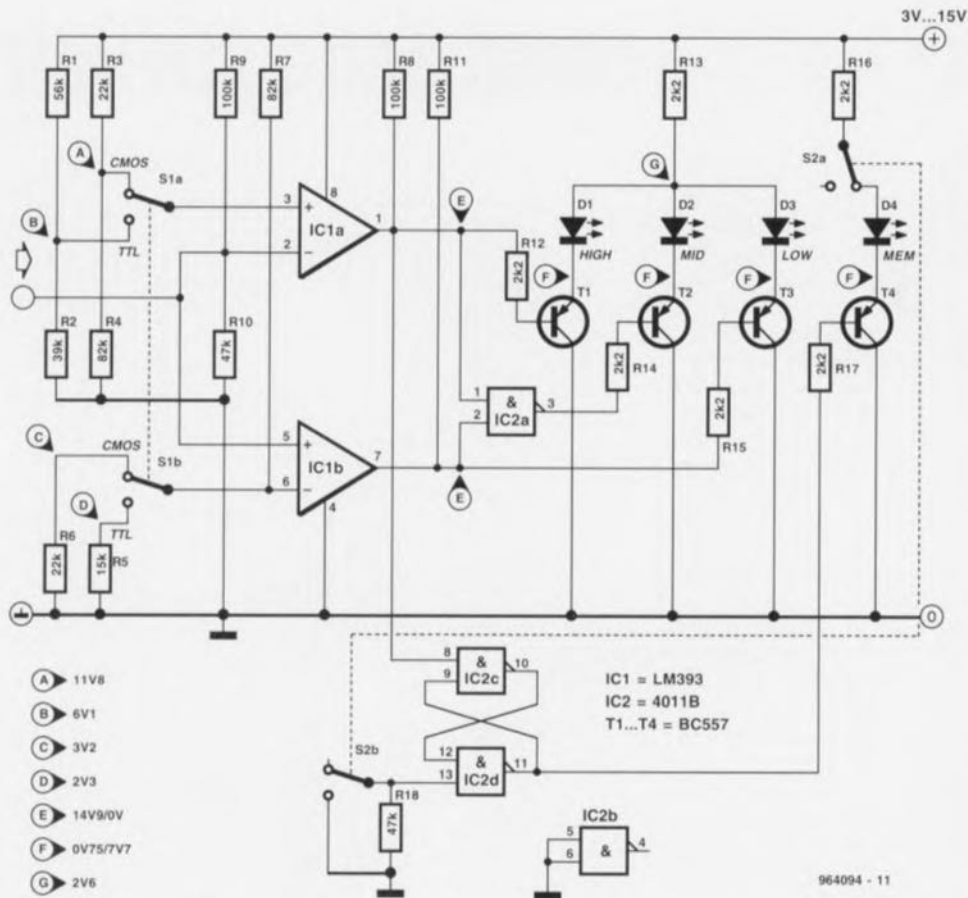 3V...15V
+
R1
56k
R3
22k
R9
100k
R7
82k
R8
100k
R11
100k
R13
2k2
R16
2k2
A
CMOS
S1a
B
TTL
3
+
8
IC1a
1
2
−
E
R12
2k2
G
S2a
D1
HIGH
D2
MID
D3
LOW
D4
MEM
F
F
F
F
T1
T2
T3
T4
R2
39k
R4
82k
R10
47k
1
2
&
IC2a
3
2k2
R14
2k2
R15
2k2
R17
C
CMOS
S1b
D
TTL
5
+
IC1b
7
6
−
4
E
R6
22k
15k
R5
0
A 11V8
B 6V1
C 3V2
D 2V3
E 14V9/0V
F 0V75/7V7
G 2V6
8
9
&
IC2c
10
12
13
&
IC2d
11
S2b
R18
47k
IC1 = LM393
IC2 = 4011B
T1...T4 = BC557
IC2b
5
6
&
4
964094 - 11